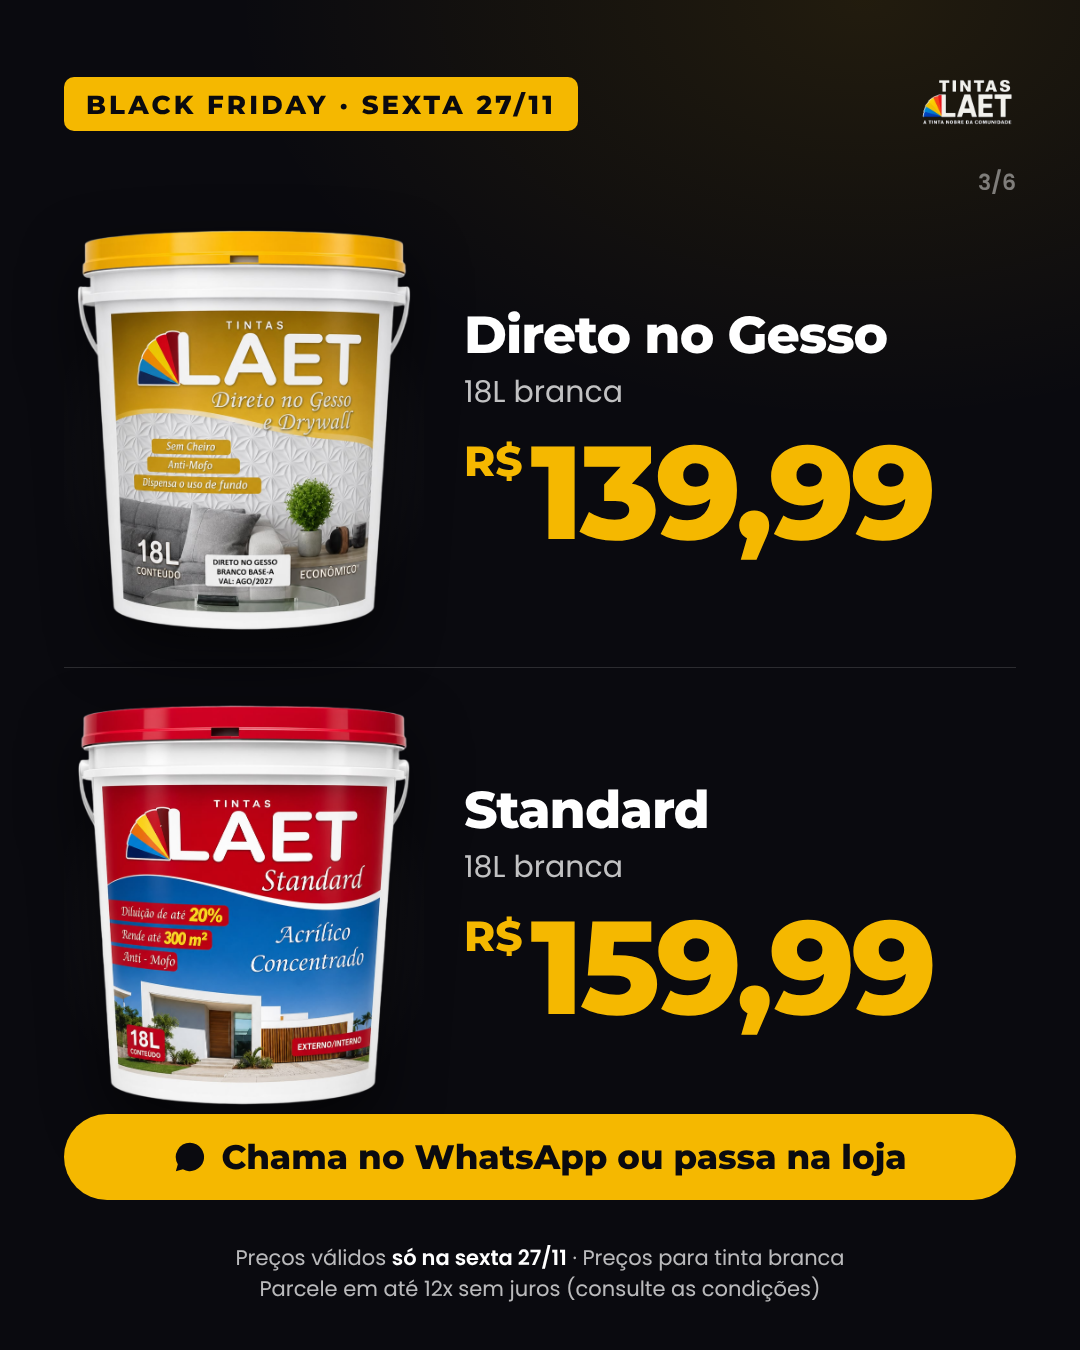 BLACK FRIDAY · SEXTA 27/11
TINTAS
LAET
A TINTA NOBRE DA COMUNIDADE
3/6
TINTAS
LAET
Direto no Gesso
e Drywall
Sem Cheiro
Anti-Mofo
Dispensa o uso de fundo
18L
CONTEÚDO
DIRETO NO GESSO
BRANCO BASE-A
VAL: AGO/2027
ECONÔMICO
Direto no Gesso
18L branca
R$ 139,99
TINTAS
LAET
Standard
Diluição de até 20%
Rende até 300 m²
Anti - Mofo
Acrílico
Concentrado
18L
CONTEÚDO
EXTERNO/INTERNO
Standard
18L branca
R$ 159,99
Chama no WhatsApp ou passa na loja
Preços válidos só na sexta 27/11 · Preços para tinta branca
Parcele em até 12x sem juros (consulte as condições)